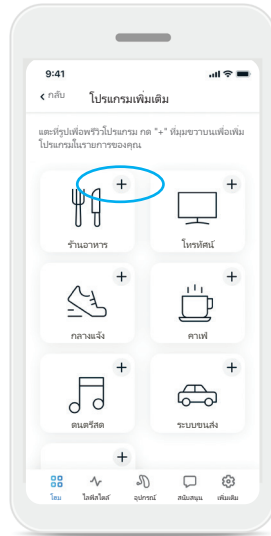 9:41
กลับ
โปรแกรมเพิ่มเติม
แตะที่รูปเพื่อพรีวิวโปรแกรม กด "+" ที่มุมขวาบนเพื่อเพิ่ม
โปรแกรมในรายการของคุณ
ร้านอาหาร
โทรทัศน์
กลางแจ้ง
คาเฟ่
ดนตรีสด
ระบบขนส่ง
โฮม ไลฟ์สไตล์ อุปกรณ์ สนับสนุน เพิ่มเติม